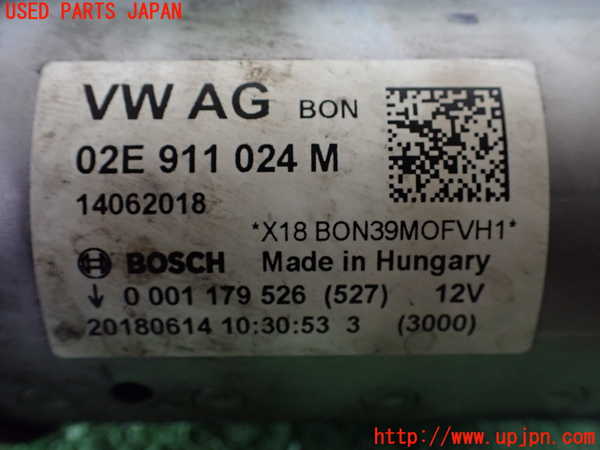 USED PARTS JAPAN
VW AG BON
02E 911 024 M
14062018
*X18 BON39MOFVH1*
BOSCH Made in Hungary
↓ 0 001 179 526 (527) 12V
20180614 10:30:53 3 (3000)
http://www.upjpn.com/